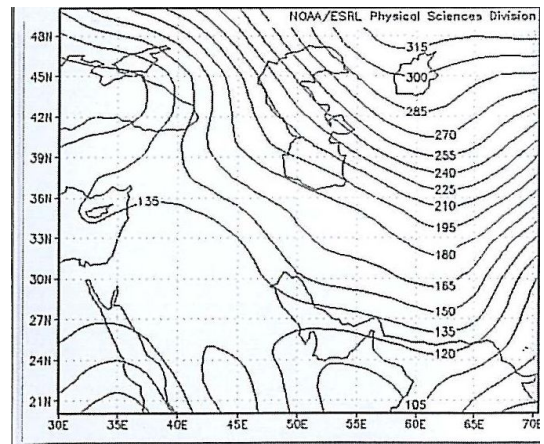 NOAA/ESRL Physical Sciences Division
48N
45N
42N
39N
36N
33N
30N
27N
24N
21N
315
300
285
270
255
240
225
210
195
180
165
150
135
120
105
135
30E 35E 40E 45E 50E 55E 60E 65E 70E